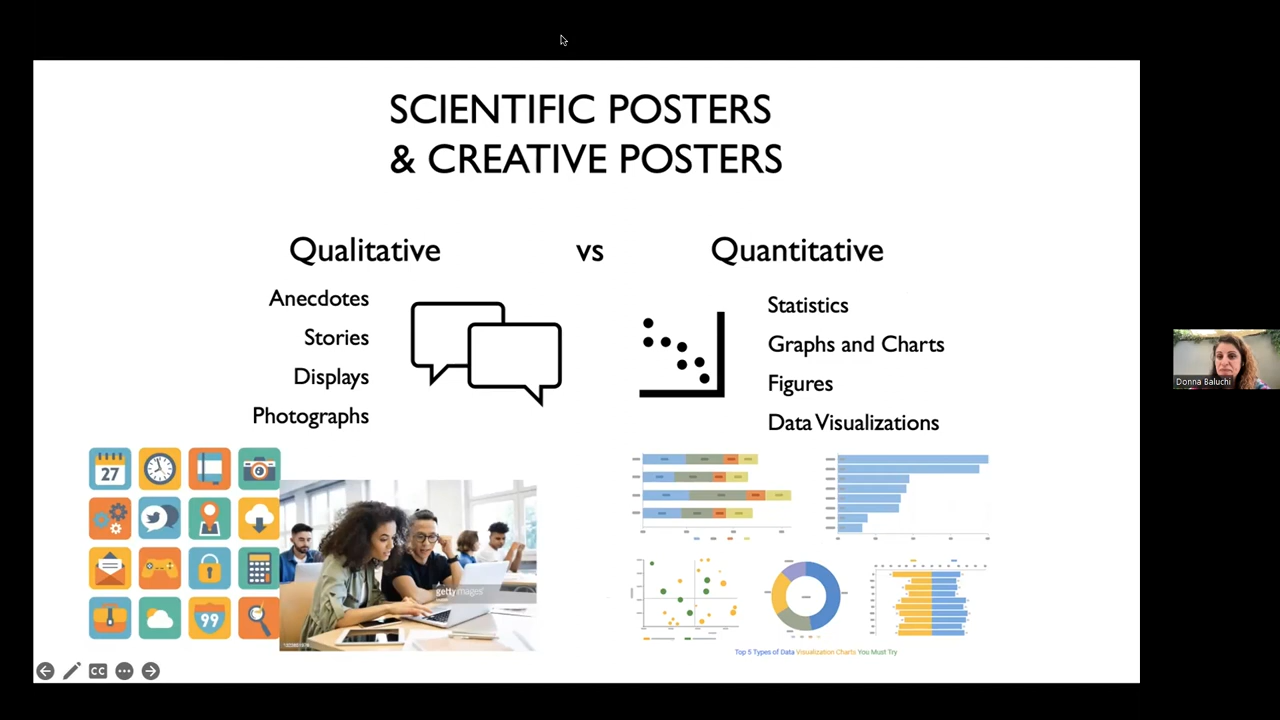 SCIENTIFIC POSTERS
& CREATIVE POSTERS
Qualitative vs Quantitative
Anecdotes
Stories
Displays
Photographs
Statistics
Graphs and Charts
Figures
Data Visualizations
27
99
gettyimages
Top 5 Types of Data Visualization Charts You Must Try
CC
Donna Baluchi